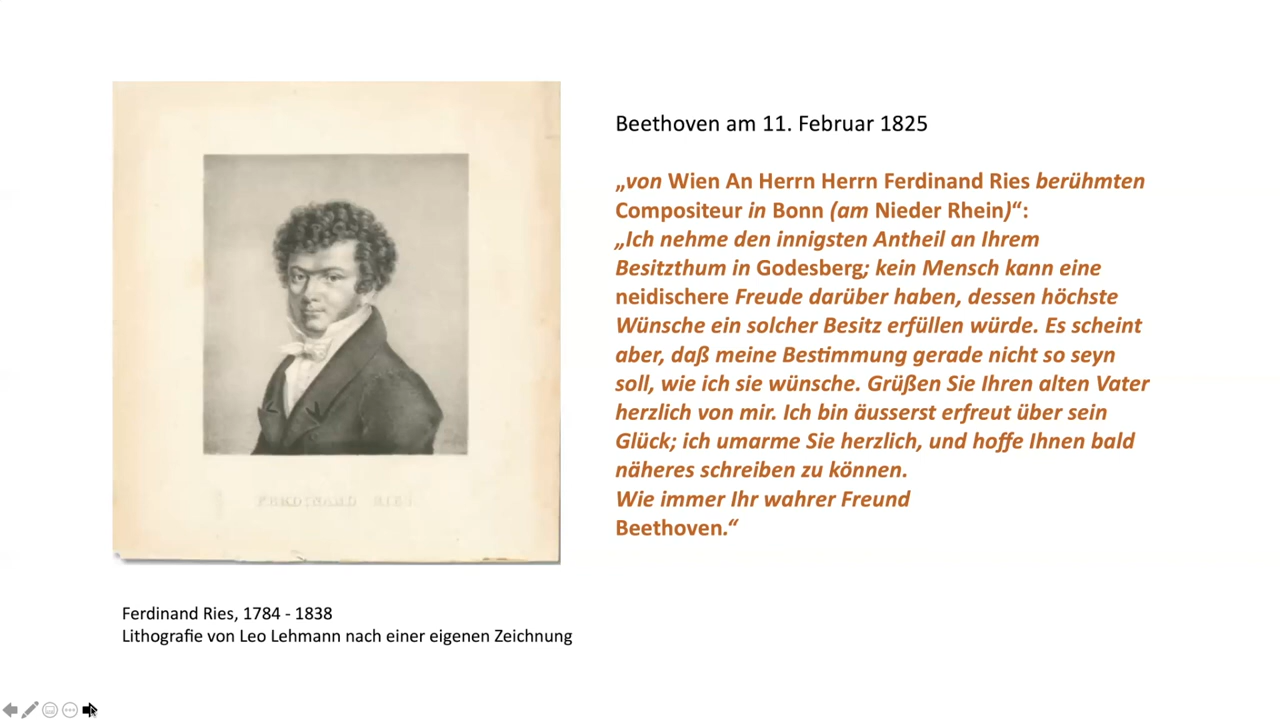 Beethoven am 11. Februar 1825
„von Wien An Herrn Herrn Ferdinand Ries berühmten
Compositeur in Bonn (am Nieder Rhein)“:
„Ich nehme den innigsten Antheil an Ihrem
Besitzthum in Godesberg; kein Mensch kann eine
neidischere Freude darüber haben, dessen höchste
Wünsche ein solcher Besitz erfüllen würde. Es scheint
aber, daß meine Bestimmung gerade nicht so seyn
soll, wie ich sie wünsche. Grüßen Sie Ihren alten Vater
herzlich von mir. Ich bin äusserst erfreut über sein
Glück; ich umarme Sie herzlich, und hoffe Ihnen bald
näheres schreiben zu können.
Wie immer Ihr wahrer Freund
Beethoven.“
FERDINAND RIES
Ferdinand Ries, 1784 - 1838
Lithografie von Leo Lehmann nach einer eigenen Zeichnung